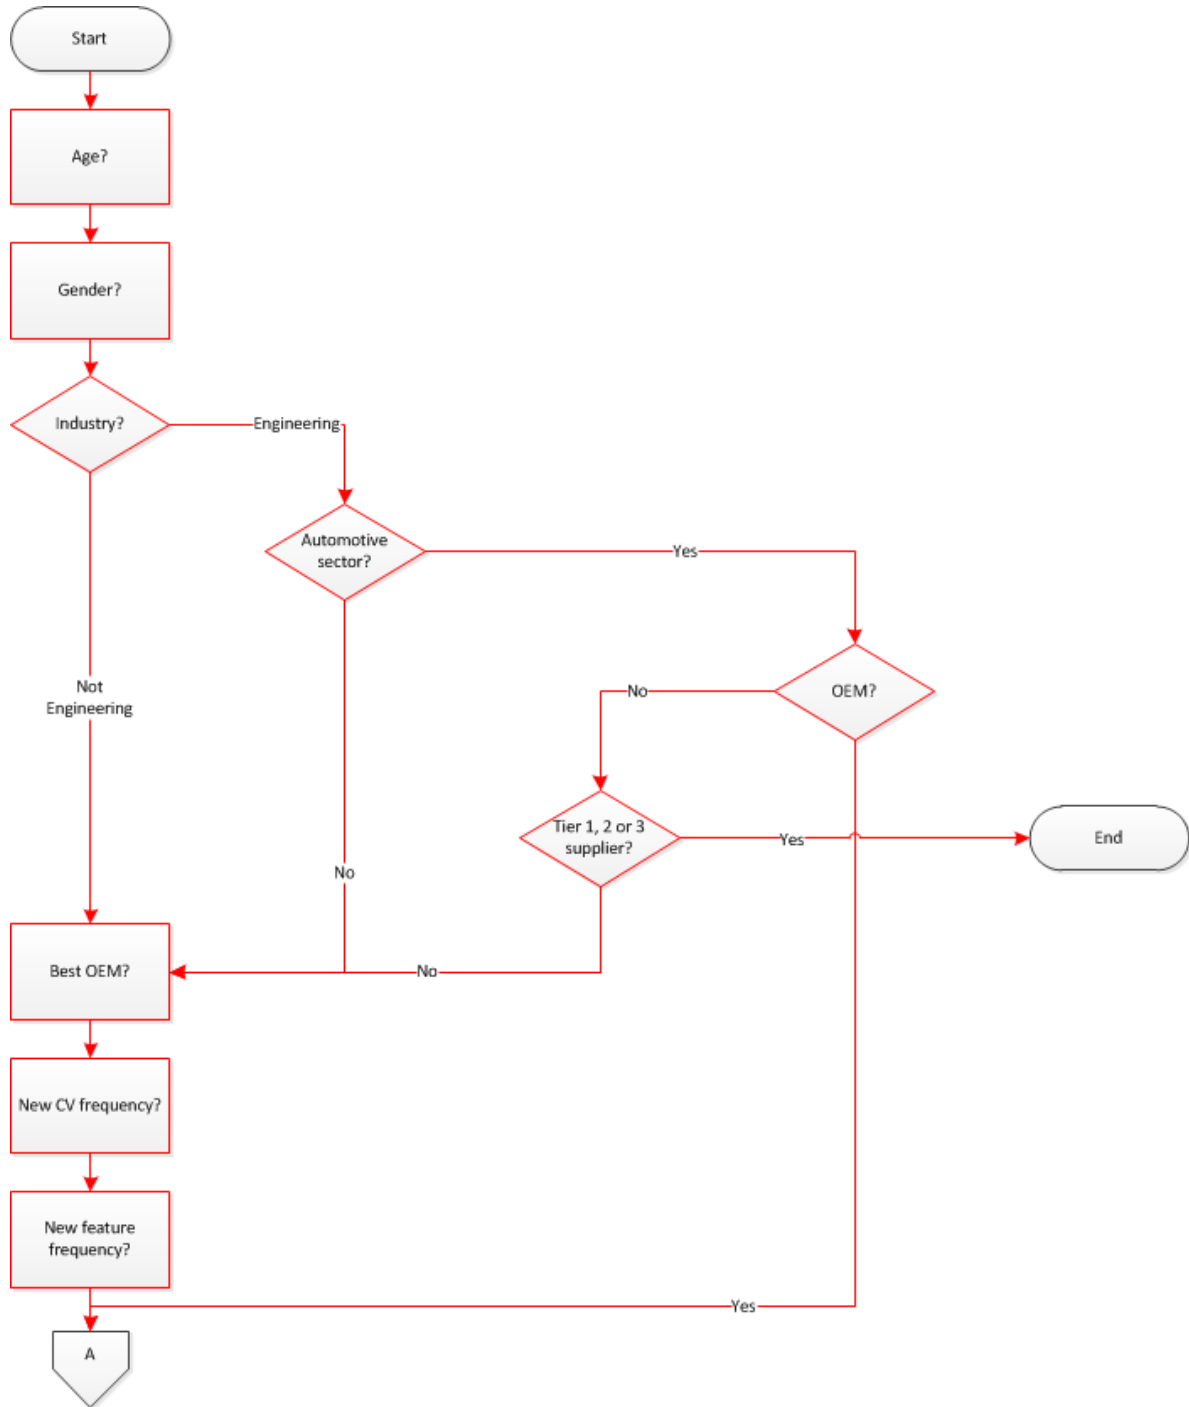 Start
Age?
Gender?
Industry?
Engineering
Automotive
sector?
Yes
OEM?
No
Not
Engineering
Tier 1, 2 or 3
supplier?
Yes
End
No
Best OEM?
No
New CV frequency?
New feature
frequency?
Yes
A